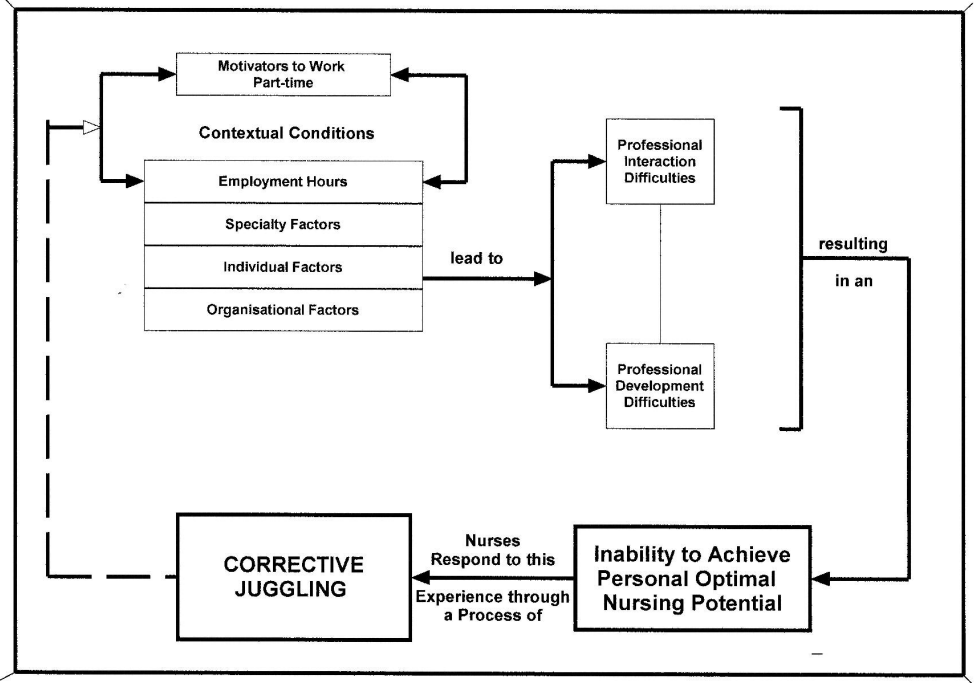 Motivators to Work
Part-time
Contextual Conditions
Employment Hours
Specialty Factors
Individual Factors
Organisational Factors
lead to
Professional
Interaction
Difficulties
Professional
Development
Difficulties
resulting
in an
Inability to Achieve
Personal Optimal
Nursing Potential
Nurses
Respond to this
Experience through
a Process of
CORRECTIVE
JUGGLING